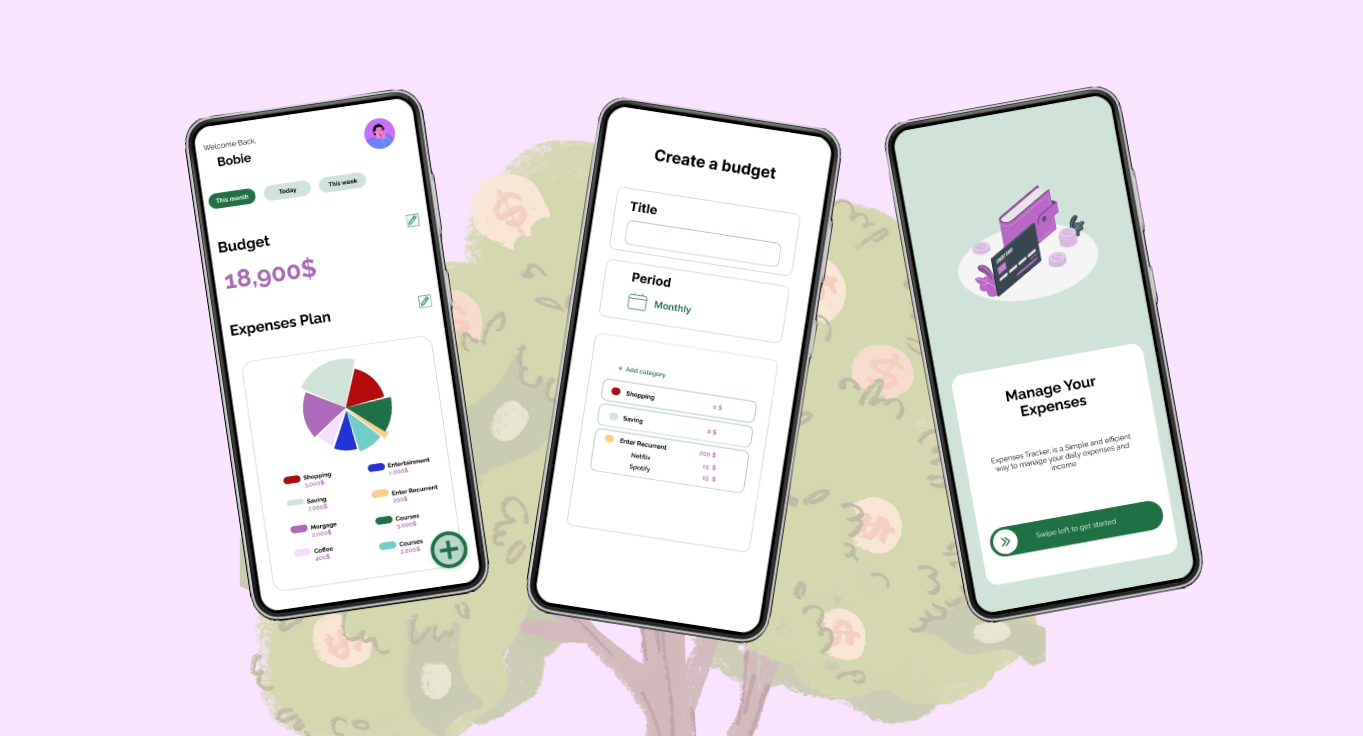 Welcome Back,
Bobie
This month
Today
This week
Budget
18,900$
Expenses Plan
Shopping
3,000$
Entertainment
1,000$
Saving
7,000$
Enter Recurrent
200$
Morgage
2,000$
Courses
3,000$
Coffee
400$
Courses
2,000$
Create a budget
Title
Period
Monthly
+ Add category
Shopping
0 $
Saving
0 $
Enter Recurrent
200 $
Netflix
15 $
Spotify
15 $
Manage Your
Expenses
Expenses Tracker, is a Simple and efficient
way to manage your daily expenses and
income
Swipe left to get started